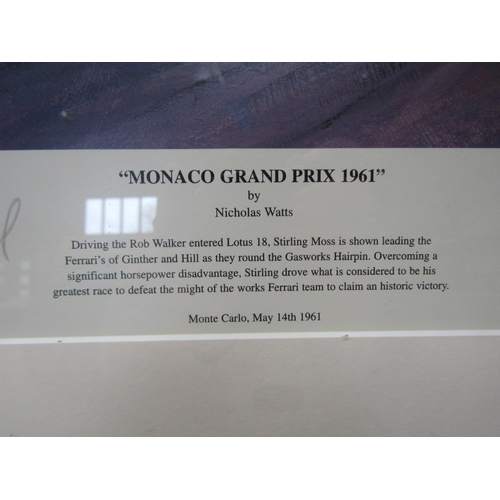 “MONACO GRAND PRIX 1961”
by
Nicholas Watts
Driving the Rob Walker entered Lotus 18, Stirling Moss is shown leading the
Ferrari's of Ginther and Hill as they round the Gasworks Hairpin. Overcoming a
significant horsepower disadvantage, Stirling drove what is considered to be his
greatest race to defeat the might of the works Ferrari team to claim an historic victory.
Monte Carlo, May 14th 1961